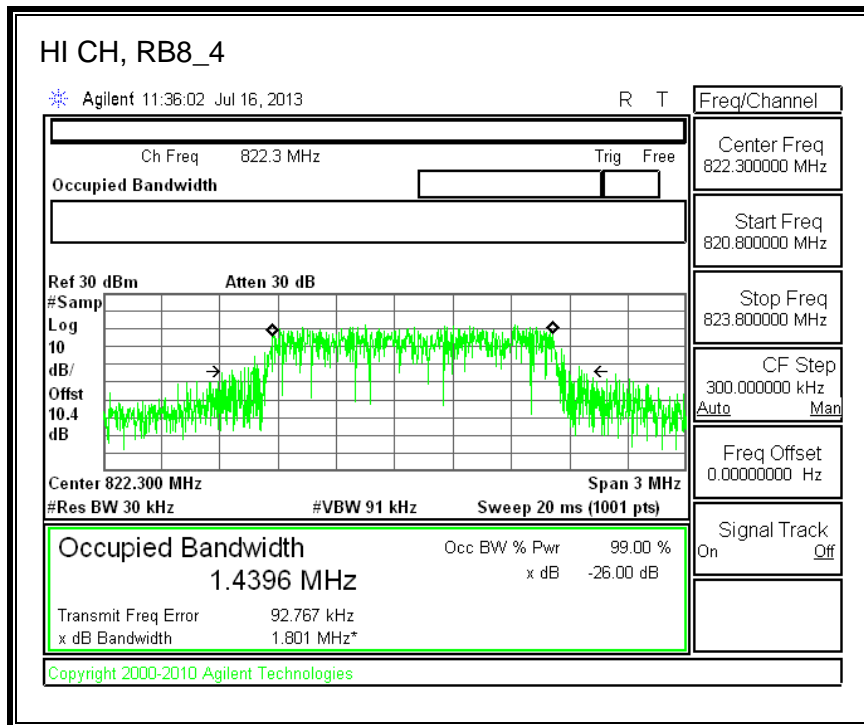 HI CH, RB8_4
Agilent 11:36:02 Jul 16, 2013 R T
Ch Freq 822.3 MHz Trig Free
Occupied Bandwidth
Ref 30 dBm Atten 30 dB
#Samp
Log
10
dB/
Offst
10.4
dB
Center 822.300 MHz Span 3 MHz
#Res BW 30 kHz #VBW 91 kHz Sweep 20 ms (1001 pts)
Occupied Bandwidth Occ BW % Pwr 99.00 %
1.4396 MHz x dB -26.00 dB
Transmit Freq Error 92.767 kHz
x dB Bandwidth 1.801 MHz*
Copyright 2000-2010 Agilent Technologies
Freq/Channel
Center Freq
822.300000 MHz
Start Freq
820.800000 MHz
Stop Freq
823.800000 MHz
CF Step
300.000000 kHz
Auto Man
Freq Offset
0.00000000 Hz
Signal Track
On Off